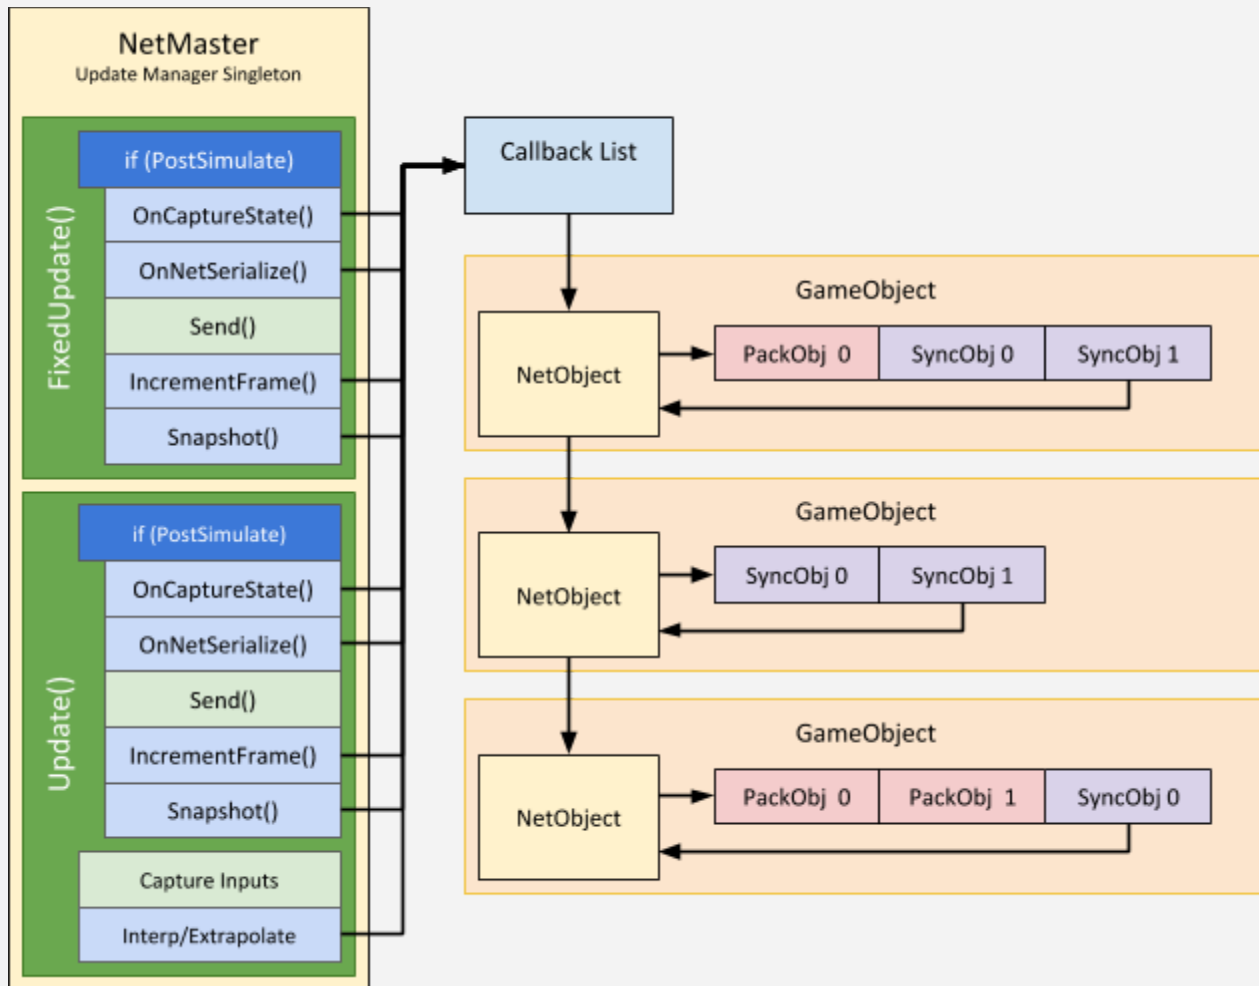 NetMaster
Update Manager Singleton
FixedUpdate()
if (PostSimulate)
OnCaptureState()
OnNetSerialize()
Send()
IncrementFrame()
Snapshot()
Update()
if (PostSimulate)
OnCaptureState()
OnNetSerialize()
Send()
IncrementFrame()
Snapshot()
Capture Inputs
Interp/Extrapolate
Callback List
GameObject
NetObject
PackObj 0
SyncObj 0
SyncObj 1
GameObject
NetObject
SyncObj 0
SyncObj 1
GameObject
NetObject
PackObj 0
PackObj 1
SyncObj 0